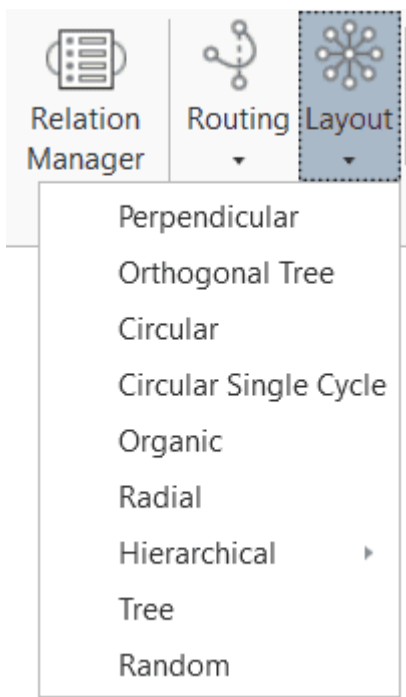 Relation
Manager
Routing
Layout
Perpendicular
Orthogonal Tree
Circular
Circular Single Cycle
Organic
Radial
Hierarchical
Tree
Random